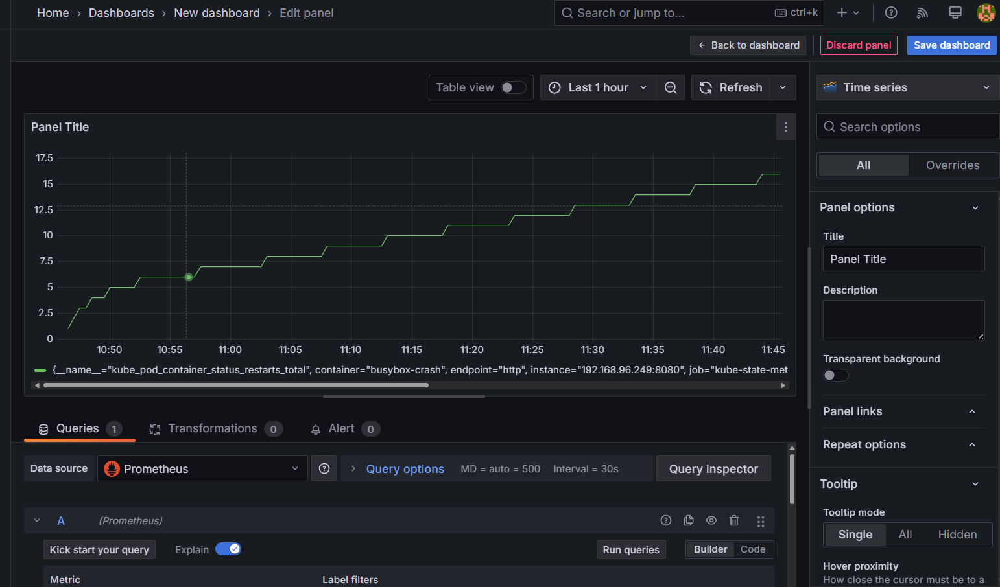 Home › Dashboards › New dashboard › Edit panel
Search or jump to...
ctrl+k
Back to dashboard
Discard panel
Save dashboard
Table view
Last 1 hour
Refresh
Panel Title
17.5
15
12.5
10
7.5
5
2.5
0
10:50 10:55 11:00 11:05 11:10 11:15 11:20 11:25 11:30 11:35 11:40 11:45
{__name__="kube_pod_container_status_restarts_total", container="busybox-crash", endpoint="http", instance="192.168.96.249:8080", job="kube-state-met
Queries 1
Transformations 0
Alert 0
Data source
Prometheus
Query options
MD = auto = 500
Interval = 30s
Query inspector
A
(Prometheus)
Kick start your query
Explain
Run queries
Builder
Code
Metric
Label filters
Time series
Search options
All
Overrides
Panel options
Title
Panel Title
Description
Transparent background
Panel links
Repeat options
Tooltip
Tooltip mode
Single
All
Hidden
Hover proximity
How close the cursor must be to a